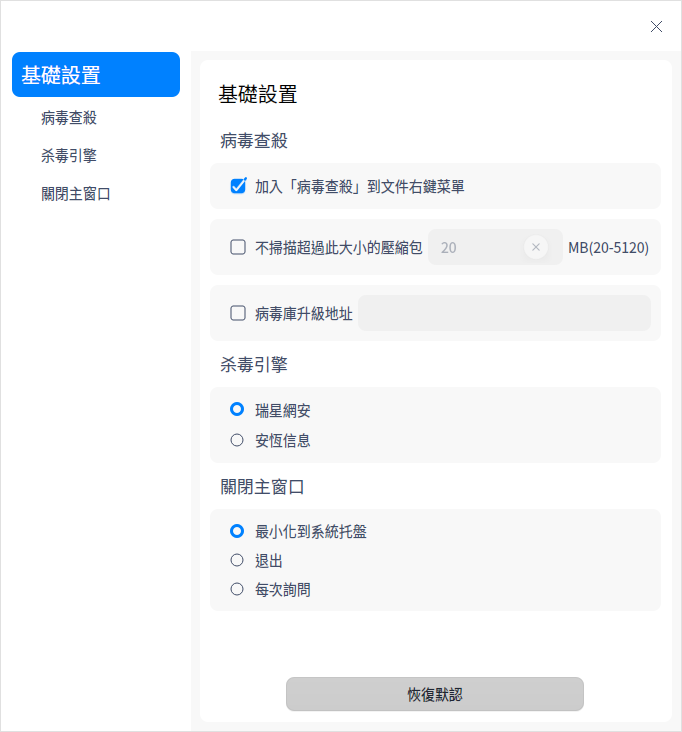 基礎設置
病毒查殺
杀毒引擎
關閉主窗口
基礎設置
病毒查殺
加入「病毒查殺」到文件右鍵菜單
不掃描超過此大小的壓縮包 20 MB(20-5120)
病毒庫升級地址
杀毒引擎
瑞星網安
安恆信息
關閉主窗口
最小化到系統托盤
退出
每次詢問
恢復默認